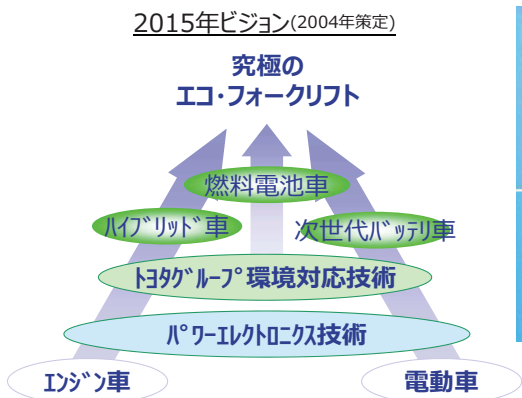 2015年ビジョン(2004年策定)
究極の
エコ・フォークリフト
燃料電池車
ﾊｲﾌﾞﾘｯﾄﾞ車
次世代ﾊﾞｯﾃﾘ車
ﾄﾖﾀｸﾞﾙｰﾌﾟ環境対応技術
ﾊﾟﾜｰｴﾚｸﾄﾛﾆｸｽ技術
ｴﾝｼﾞﾝ車
電動車